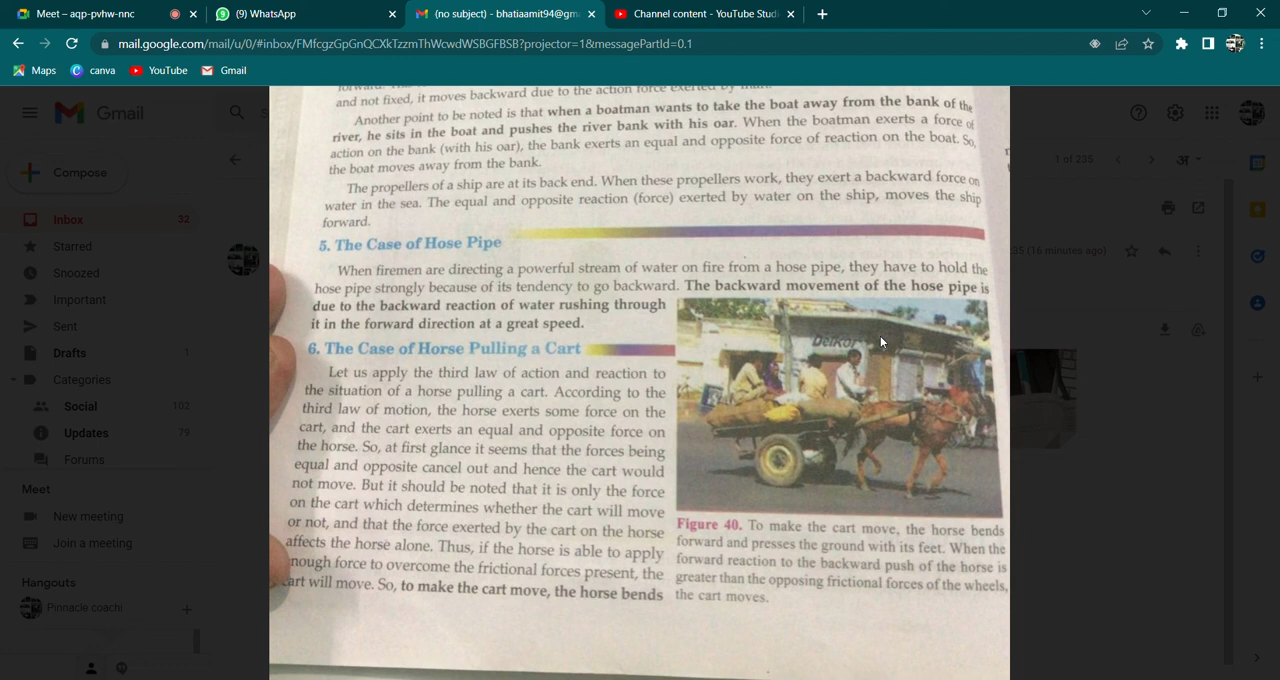 Meet – aqp-pvhw-nnc
(9) WhatsApp
(no subject) - bhatiaamit94@gm
Channel content - YouTube Studi
mail.google.com/mail/u/0/#inbox/FMfcgzGpGnQCXkTzzmThWcwdWSBGFBSB?projector=1&messagePartId=0.1
Maps
canva
YouTube
Gmail
Gmail
Compose
1 of 235
Inbox 32
Starred
Snoozed
Important
Sent
Drafts 1
Categories
Social 102
Updates 79
Forums
Meet
New meeting
Join a meeting
Hangouts
Pinnacle coachi
(16 minutes ago)
and not fixed, it moves backward due to the action force exerted by
Another point to be noted is that when a boatman wants to take the boat away from the bank of the
river, he sits in the boat and pushes the river bank with his oar. When the boatman exerts a force of
action on the bank (with his oar), the bank exerts an equal and opposite force of reaction on the boat. So,
the boat moves away from the bank.
The propellers of a ship are at its back end. When these propellers work, they exert a backward force on
water in the sea. The equal and opposite reaction (force) exerted by water on the ship, moves the ship
forward.
5. The Case of Hose Pipe
When firemen are directing a powerful stream of water on fire from a hose pipe, they have to hold the
hose pipe strongly because of its tendency to go backward. The backward movement of the hose pipe is
due to the backward reaction of water rushing through
it in the forward direction at a great speed.
6. The Case of Horse Pulling a Cart
Let us apply the third law of action and reaction to
the situation of a horse pulling a cart. According to the
third law of motion, the horse exerts some force on the
cart, and the cart exerts an equal and opposite force on
the horse. So, at first glance it seems that the forces being
equal and opposite cancel out and hence the cart would
not move. But it should be noted that it is only the force
on the cart which determines whether the cart will move
or not, and that the force exerted by the cart on the horse
affects the horse alone. Thus, if the horse is able to apply
nough force to overcome the frictional forces present, the
cart will move. So, to make the cart move, the horse bends
Delkor
Figure 40. To make the cart move, the horse bends
forward and presses the ground with its feet. When the
forward reaction to the backward push of the horse is
greater than the opposing frictional forces of the wheels,
the cart moves.